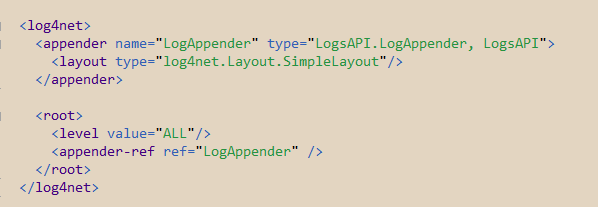 <log4net>
<appender name="LogAppender" type="LogsAPI.LogAppender, LogsAPI">
<layout type="log4net.Layout.SimpleLayout"/>
</appender>
<root>
<level value="ALL"/>
<appender-ref ref="LogAppender" />
</root>
</log4net>